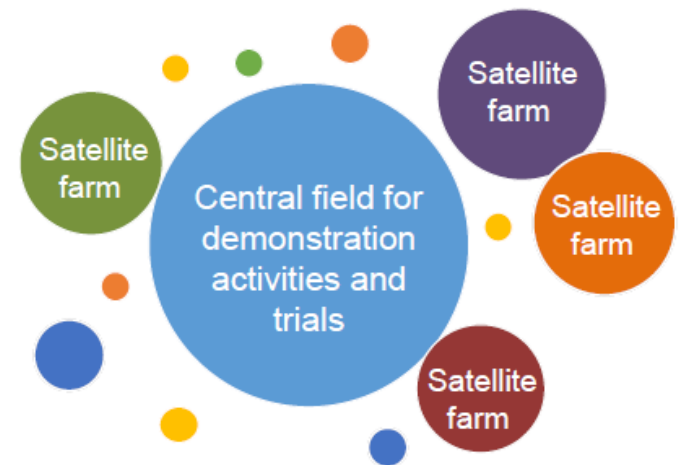 Satellite
farm
Satellite
farm
Central field for
demonstration
activities and
trials
Satellite
farm
Satellite
farm